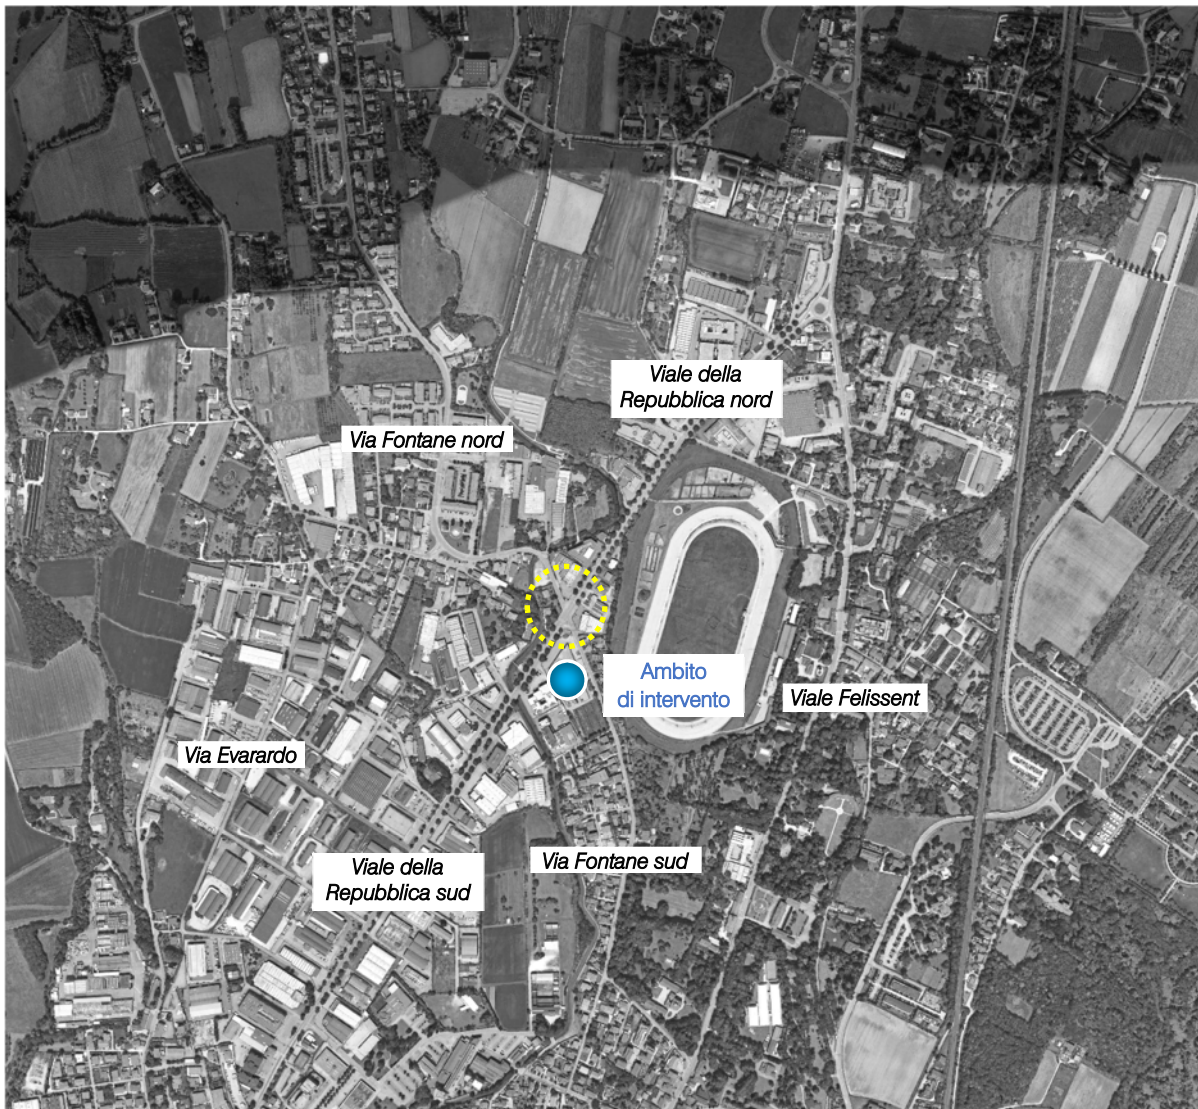 Viale della
Repubblica nord
Via Fontane nord
Ambito
di intervento
Viale Felissent
Via Evarardo
Via Fontane sud
Viale della
Repubblica sud